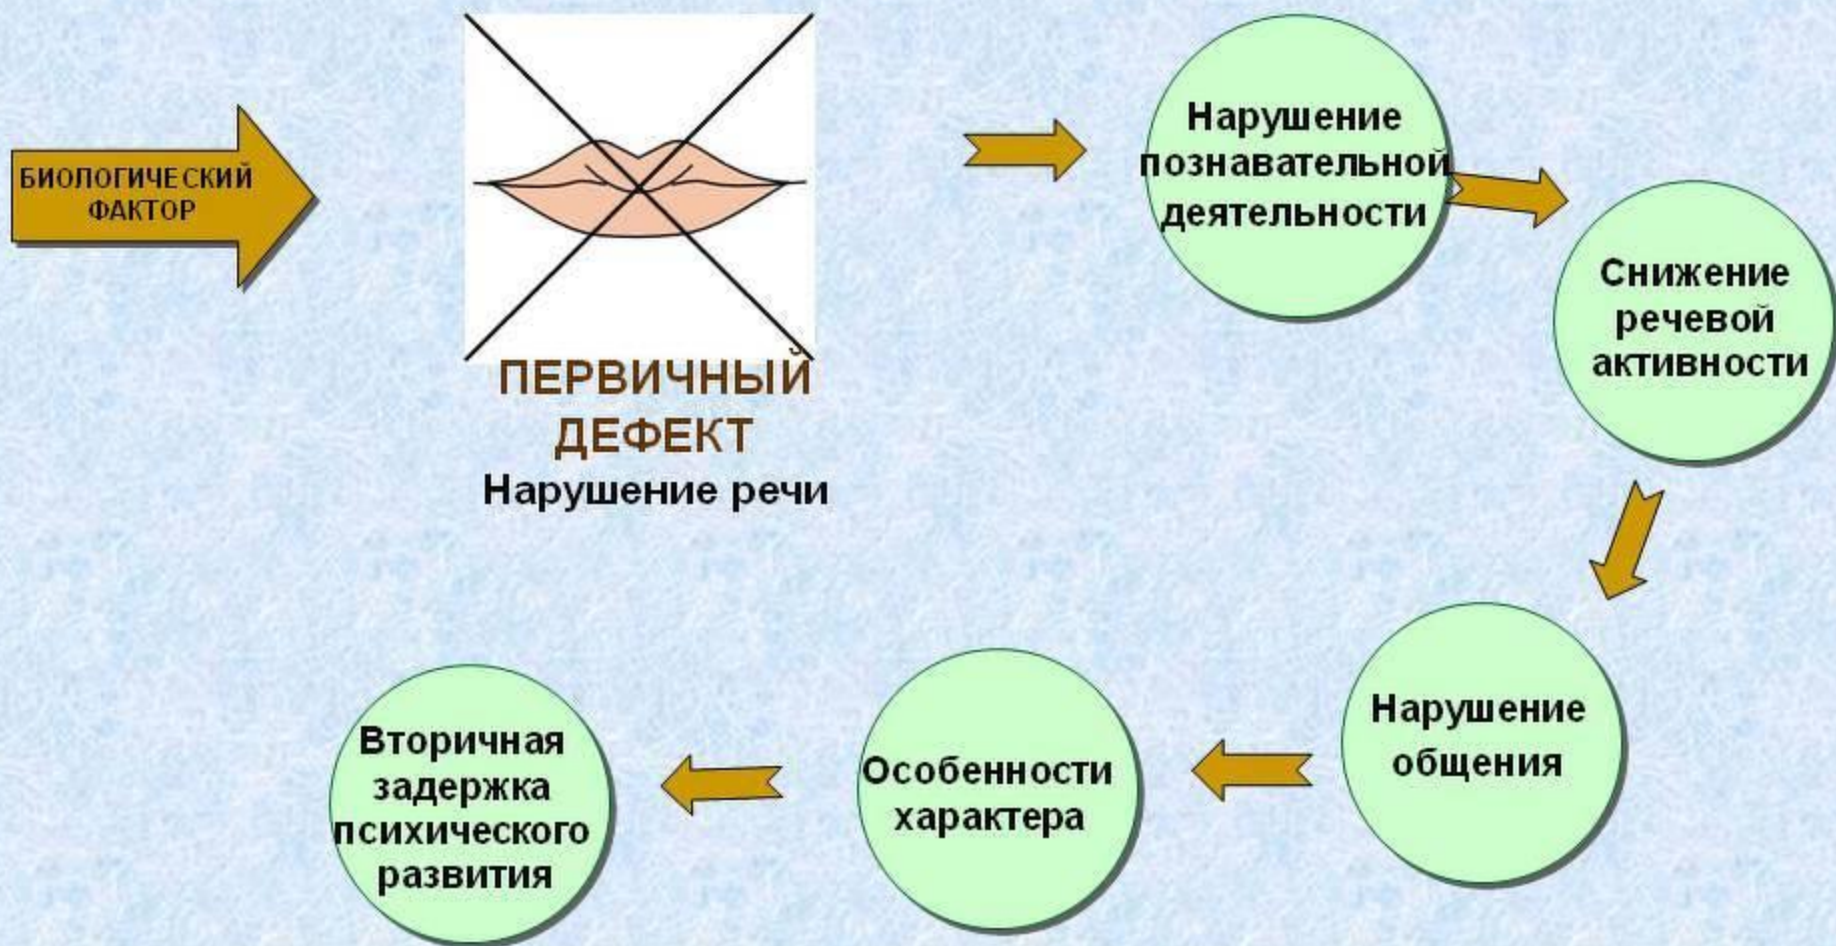 БИОЛОГИЧЕСКИЙ
ФАКТОР
ПЕРВИЧНЫЙ
ДЕФЕКТ
Нарушение речи
Нарушение
познавательной
деятельности
Снижение
речевой
активности
Нарушение
общения
Особенности
характера
Вторичная
задержка
психического
развития